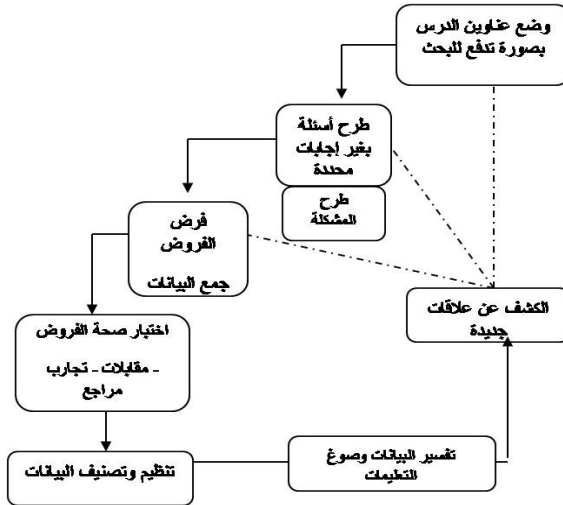 وضع عناوين الدرس
بصورة تدفع للبحث
طرح أسئلة
بغير إجابات
محددة
طرح
المشكلة
فرض
الفروض
جمع البيانات
اختبار صحة الفروض
- مقابلات - تجارب
مراجع
تنظيم وتصنيف البيانات
تفسير البيانات وصوغ
التعليمات
الكشف عن علاقات
جديدة